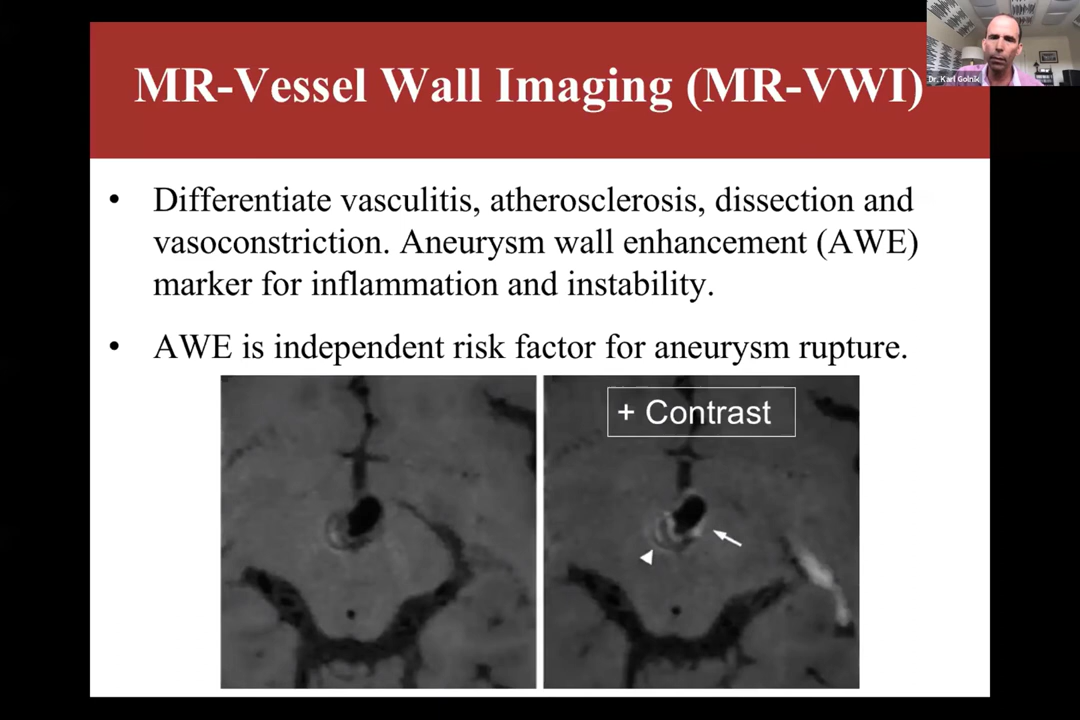 MR-Vessel Wall Imaging (MR-VWI)
Dr. Karl Golnik
• Differentiate vasculitis, atherosclerosis, dissection and
vasoconstriction. Aneurysm wall enhancement (AWE)
marker for inflammation and instability.
• AWE is independent risk factor for aneurysm rupture.
+ Contrast